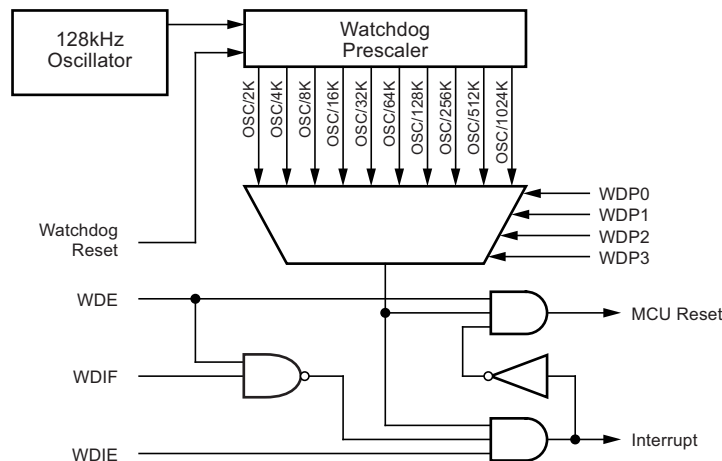 128kHz
Oscillator
Watchdog
Prescaler
OSC/2K
OSC/4K
OSC/8K
OSC/16K
OSC/32K
OSC/64K
OSC/128K
OSC/256K
OSC/512K
OSC/1024K
WDP0
WDP1
WDP2
WDP3
Watchdog
Reset
WDE
MCU Reset
WDIF
Interrupt
WDIE